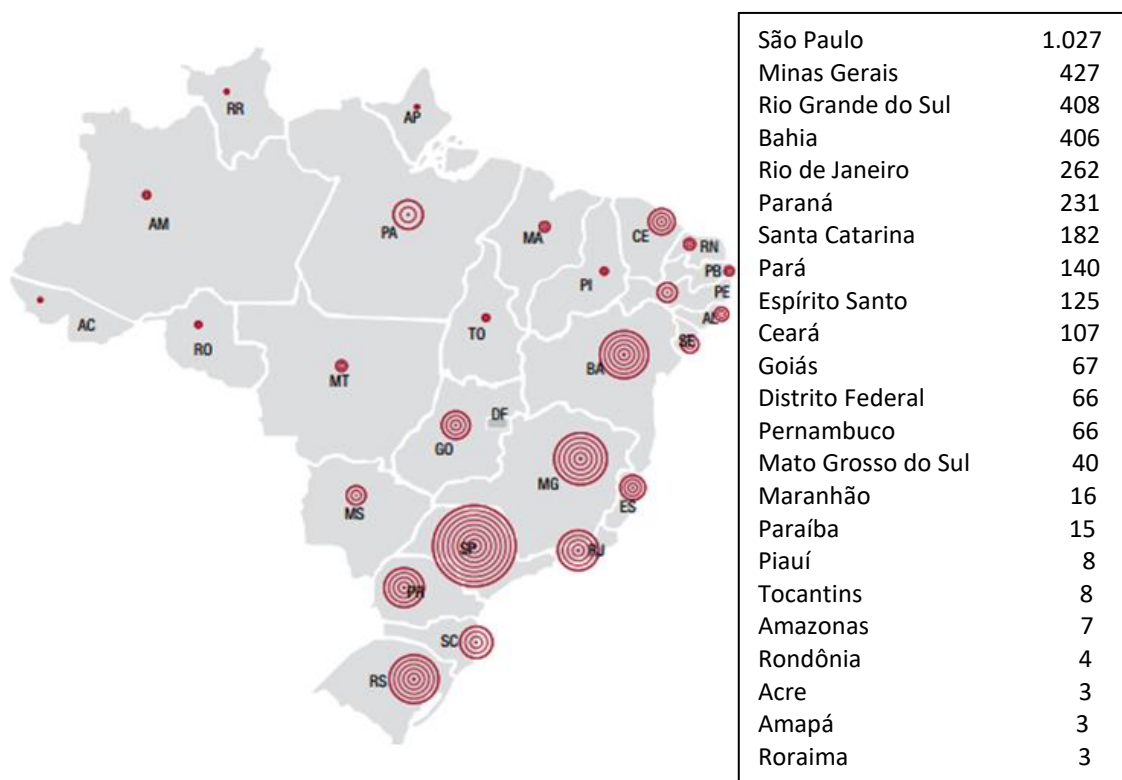 RR
AP
AM
PA
MA
CE
RN
PB
PI
PE
AC
AL
TO
RO
SE
BA
MT
DF
GO
MG
ES
MS
SP
RJ
PR
SC
RS
São Paulo 1.027
Minas Gerais 427
Rio Grande do Sul 408
Bahia 406
Rio de Janeiro 262
Paraná 231
Santa Catarina 182
Pará 140
Espírito Santo 125
Ceará 107
Goiás 67
Distrito Federal 66
Pernambuco 66
Mato Grosso do Sul 40
Maranhão 16
Paraíba 15
Piauí 8
Tocantins 8
Amazonas 7
Rondônia 4
Acre 3
Amapá 3
Roraima 3